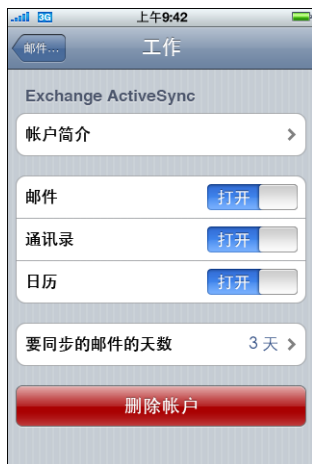 3G 上午9:42
邮件... 工作
Exchange ActiveSync
帐户简介
邮件 打开
通讯录 打开
日历 打开
要同步的邮件的天数 3 天
删除帐户